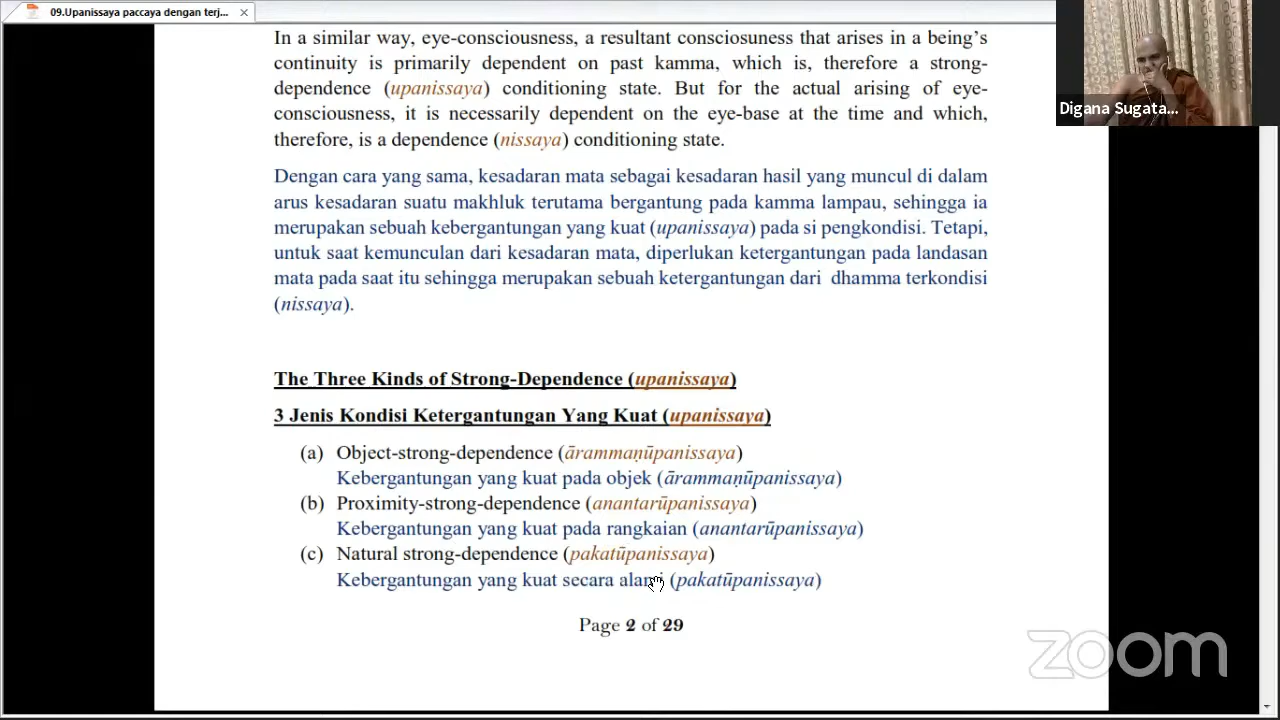 09.Upanissaya paccaya dengan terj...
In a similar way, eye-consciousness, a resultant consciosuness that arises in a being's
continuity is primarily dependent on past kamma, which is, therefore a strong-
dependence (upanissaya) conditioning state. But for the actual arising of eye-
consciousness, it is necessarily dependent on the eye-base at the time and which,
therefore, is a dependence (nissaya) conditioning state.
Dengan cara yang sama, kesadaran mata sebagai kesadaran hasil yang muncul di dalam
arus kesadaran suatu makhluk terutama bergantung pada kamma lampau, sehingga ia
merupakan sebuah kebergantungan yang kuat (upanissaya) pada si pengkondisi. Tetapi,
untuk saat kemunculan dari kesadaran mata, diperlukan ketergantungan pada landasan
mata pada saat itu sehingga merupakan sebuah ketergantungan dari dhamma terkondisi
(nissaya).
The Three Kinds of Strong-Dependence (upanissaya)
3 Jenis Kondisi Ketergantungan Yang Kuat (upanissaya)
(a) Object-strong-dependence (ārammaṇūpanissaya)
Kebergantungan yang kuat pada objek (ārammaṇūpanissaya)
(b) Proximity-strong-dependence (anantarūpanissaya)
Kebergantungan yang kuat pada rangkaian (anantarūpanissaya)
(c) Natural strong-dependence (pakatūpanissaya)
Kebergantungan yang kuat secara alami (pakatūpanissaya)
Page 2 of 29
Digana Sugata...
zoom